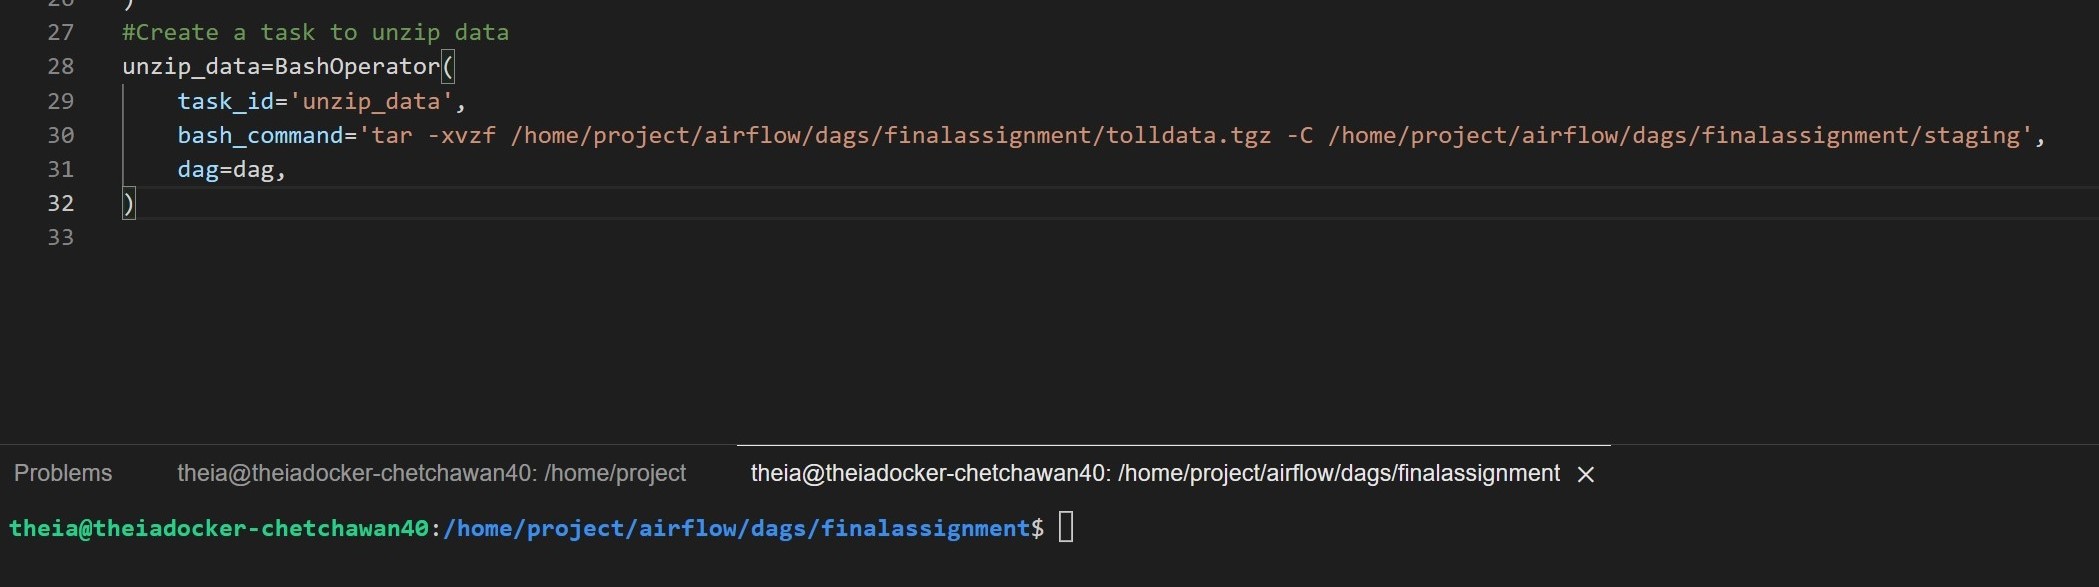 26 )
27 #Create a task to unzip data
28 unzip_data=BashOperator(
29     task_id='unzip_data',
30     bash_command='tar -xvzf /home/project/airflow/dags/finalassignment/tolldata.tgz -C /home/project/airflow/dags/finalassignment/staging',
31     dag=dag,
32 )
33
Problems theia@theiadocker-chetchawan40: /home/project theia@theiadocker-chetchawan40: /home/project/airflow/dags/finalassignment ×
theia@theiadocker-chetchawan40:/home/project/airflow/dags/finalassignment$